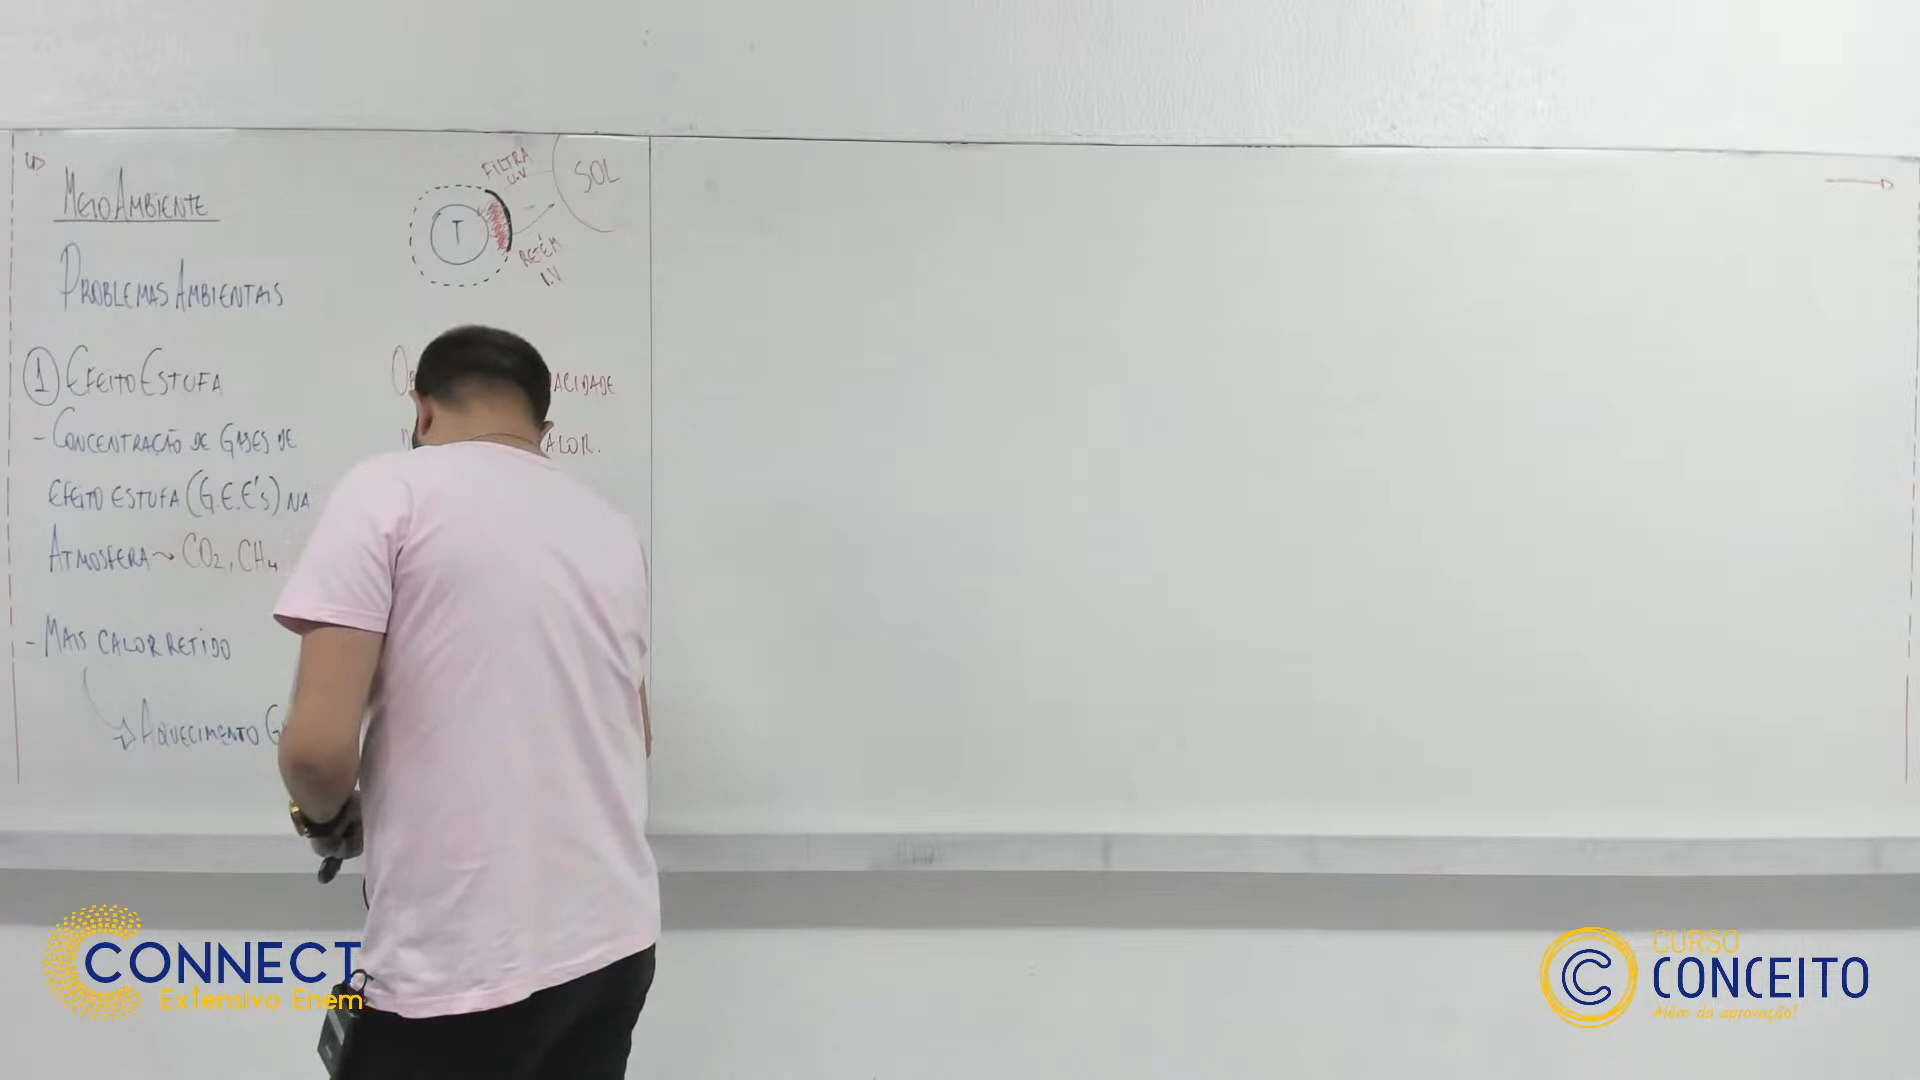 MEIO AMBIENTE
PROBLEMAS AMBIENTAIS
FILTRA
U.V
SOL
T
RETÉM
I.V
1 EFEITO ESTUFA
- CONCENTRAÇÃO DE GASES DE
EFEITO ESTUFA (G.E.E's) NA
ATMOSFERA ~> CO2, CH4
- MAIS CALOR RETIDO
AQUECIMENTO G
ACIDADE
ALOR.
CONNECT
Extensivo Enem
CURSO
CONCEITO
Além da aprovação!